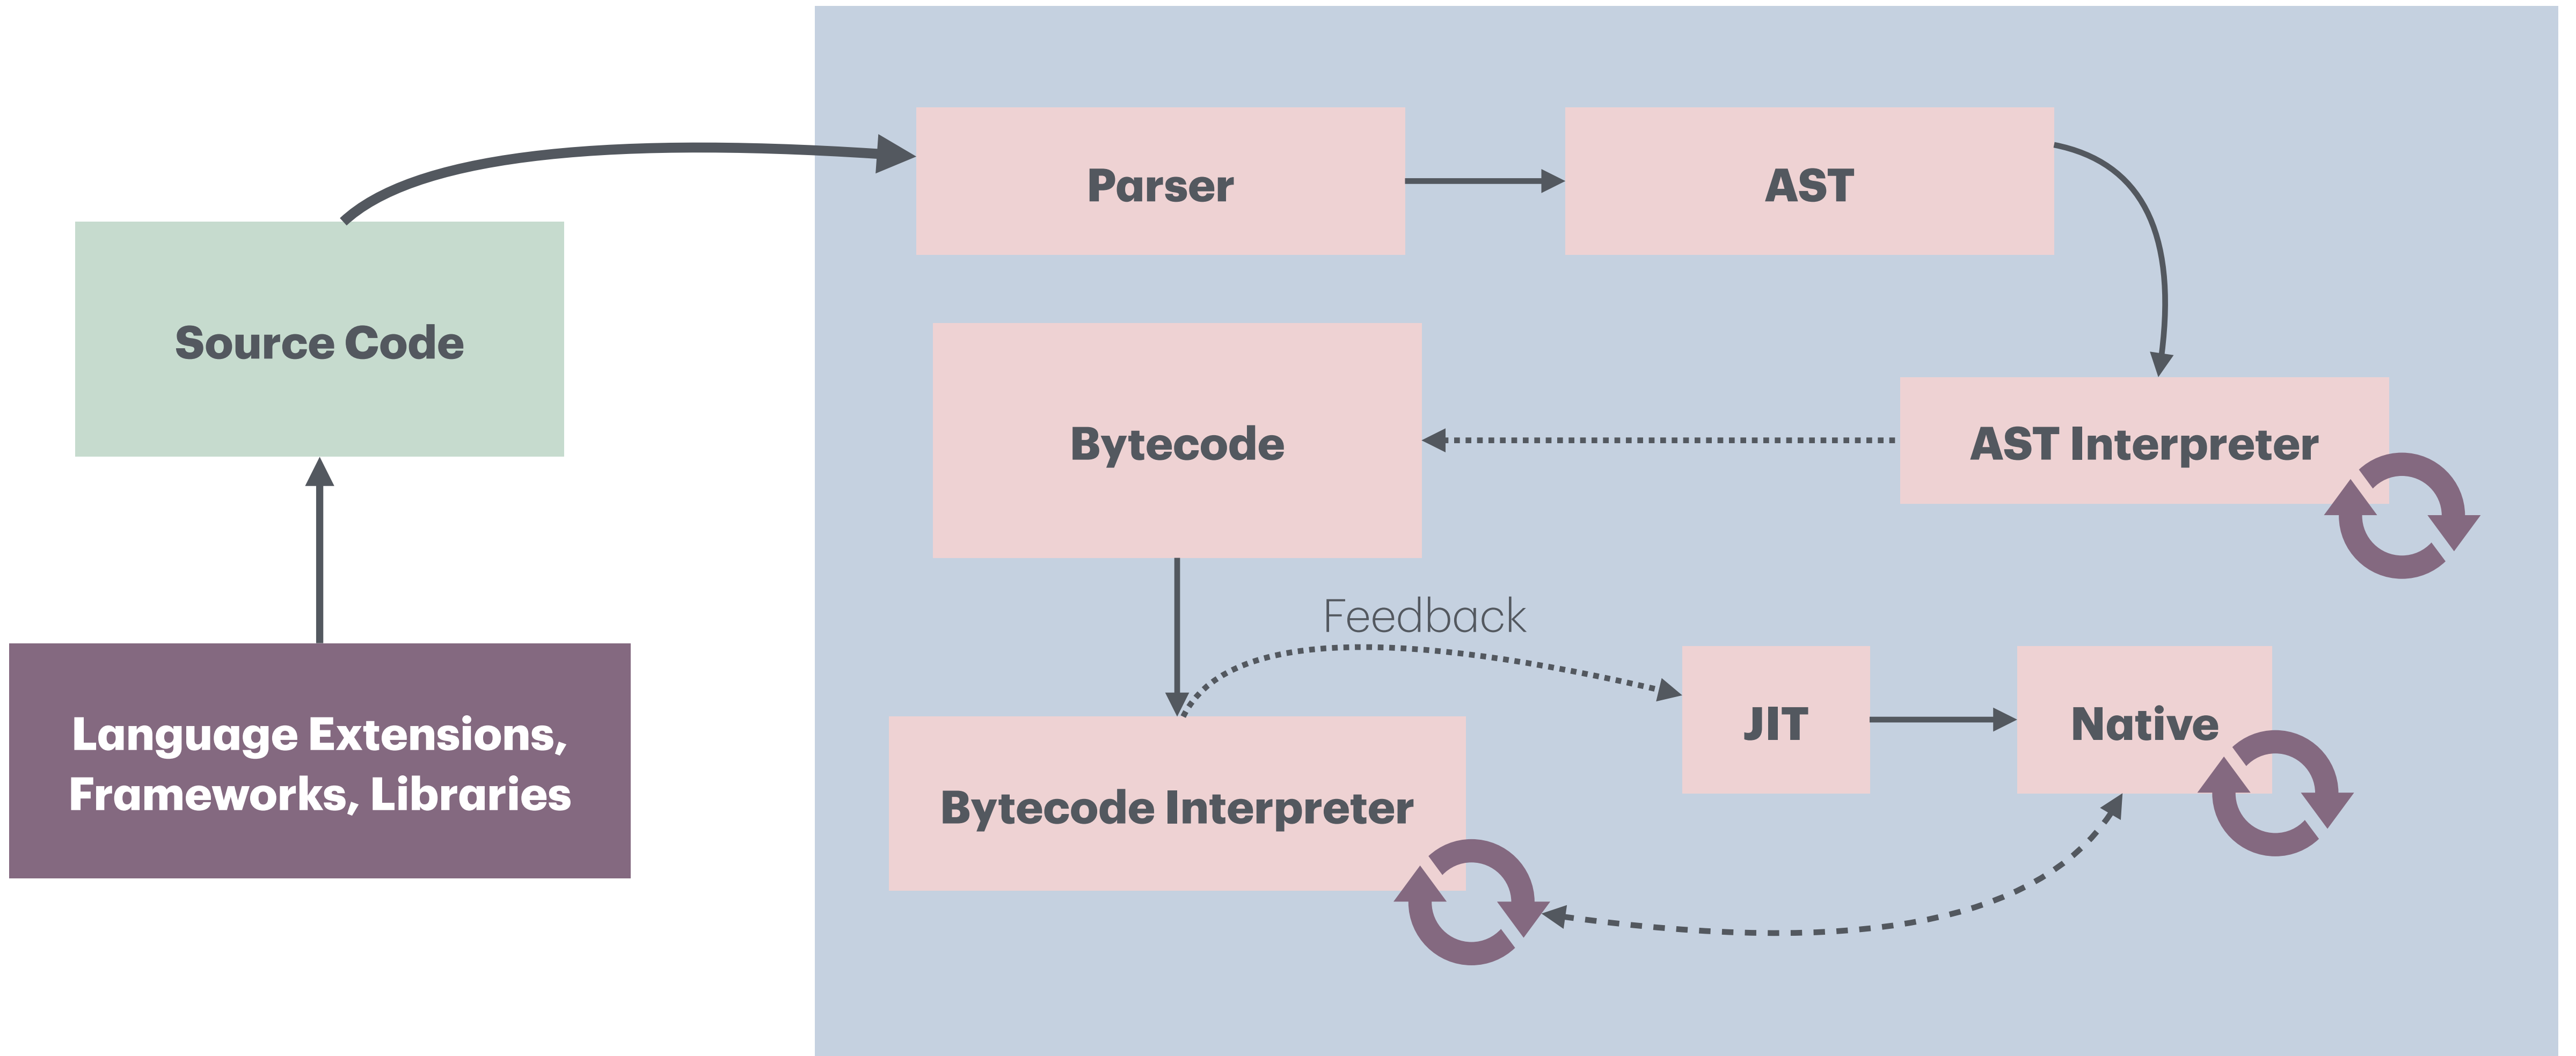 Parser
AST
Source Code
Bytecode
AST Interpreter
Feedback
Language Extensions,
Frameworks, Libraries
JIT
Native
Bytecode Interpreter